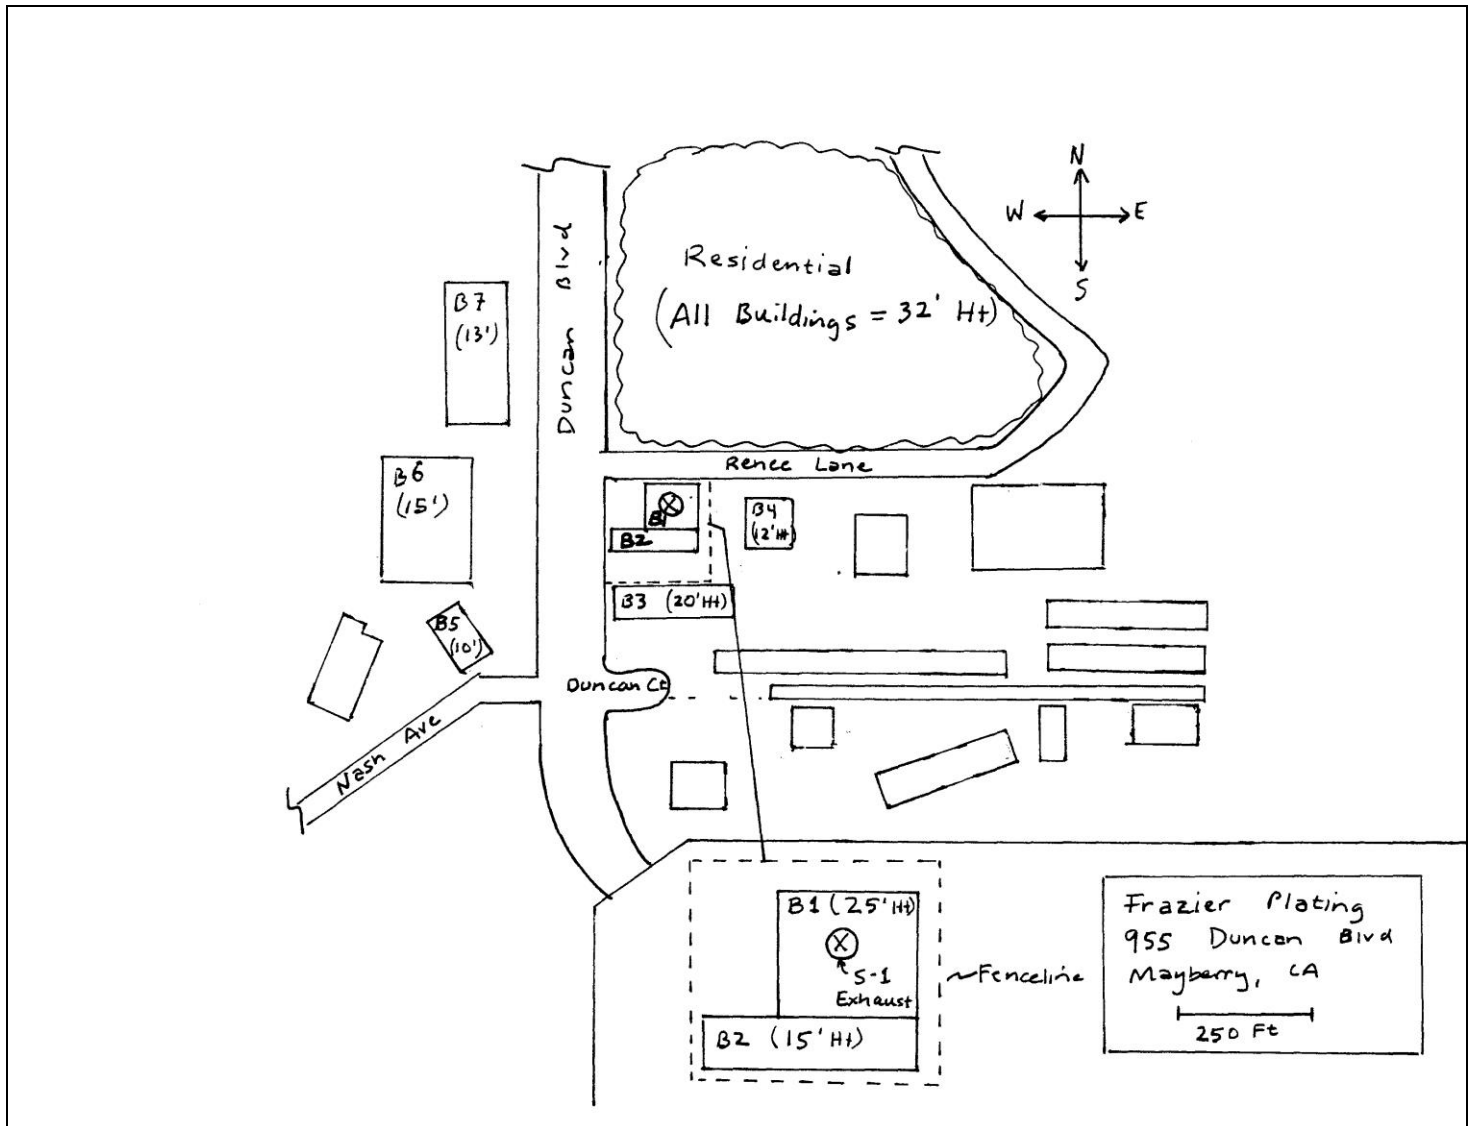 N
W E
S
Duncan Blvd
Residential
(All Buildings = 32' Ht)
B7
(13')
Renee Lane
B6
(15')
B1
B2
B4
(12'Ht)
B3 (20'Ht)
B5
(10')
Duncan Ct
Nash Ave
B1 (25' Ht)
S-1
Exhaust
B2 (15' Ht)
Fenceline
Frazier Plating
955 Duncan Blvd
Mayberry, CA
250 Ft